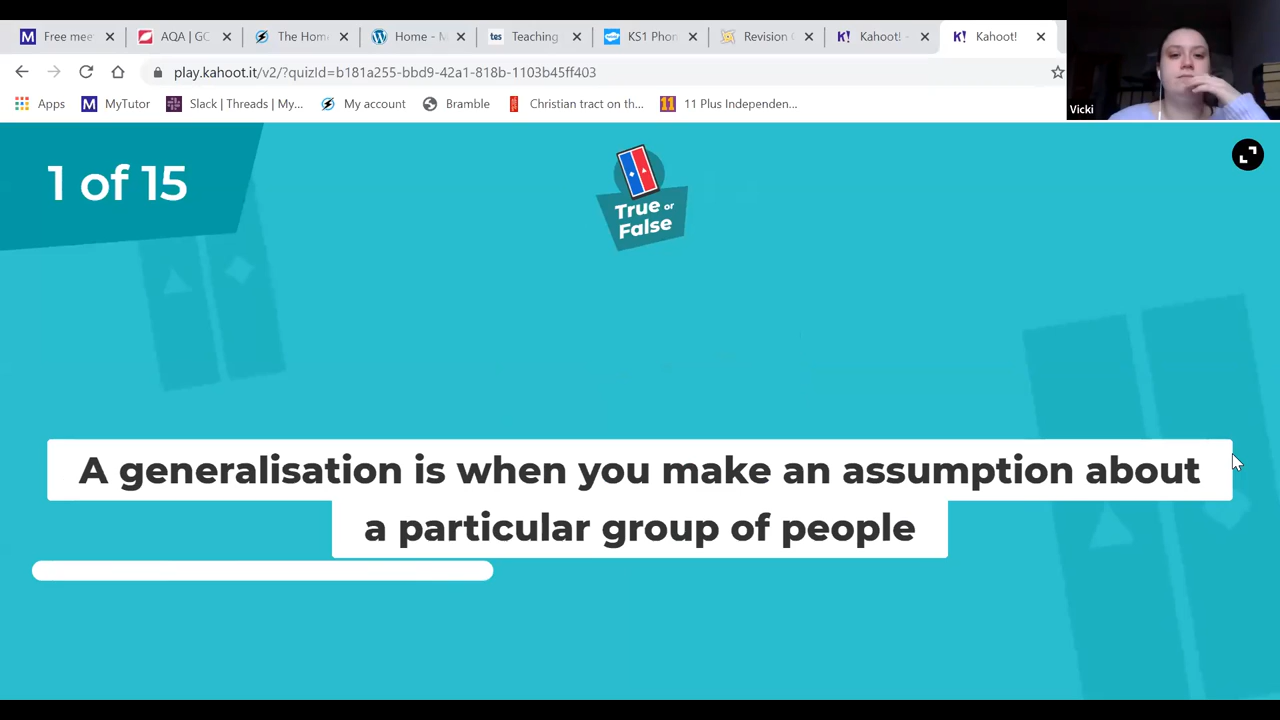 Free mee
AQA | GC
The Hom
Home - M
Teaching
KS1 Phon
Revision
Kahoot! -
Kahoot!
play.kahoot.it/v2/?quizId=b181a255-bbd9-42a1-818b-1103b45ff403
Apps
MyTutor
Slack | Threads | My...
My account
Bramble
Christian tract on th...
11 Plus Independen...
Vicki
1 of 15
True or
False
A generalisation is when you make an assumption about
a particular group of people